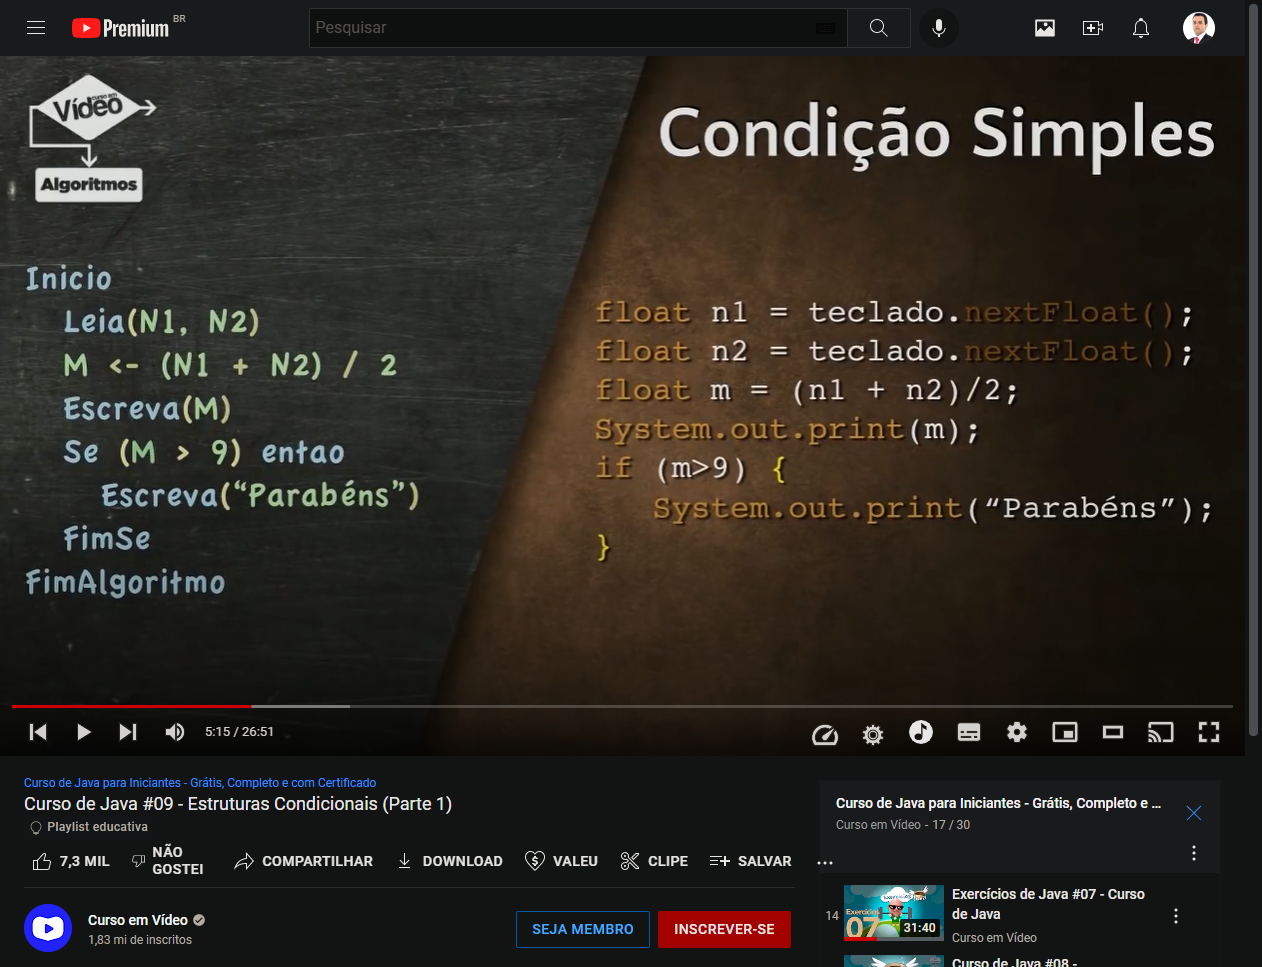 Premium BR
Pesquisar
curso em
Vídeo
Algoritmos
Condição Simples
Inicio
Leia(N1, N2)
M <- (N1 + N2) / 2
Escreva(M)
Se (M > 9) entao
Escreva(“Parabéns”)
FimSe
FimAlgoritmo
float n1 = teclado.nextFloat();
float n2 = teclado.nextFloat();
float m = (n1 + n2)/2;
System.out.print(m);
if (m>9) {
System.out.print(“Parabéns”);
}
5:15 / 26:51
Curso de Java para Iniciantes - Grátis, Completo e com Certificado
Curso de Java #09 - Estruturas Condicionais (Parte 1)
Playlist educativa
7,3 MIL
NÃO GOSTEI
COMPARTILHAR
DOWNLOAD
VALEU
CLIPE
SALVAR
Curso em Vídeo
1,83 mi de inscritos
SEJA MEMBRO
INSCREVER-SE
Curso de Java para Iniciantes - Grátis, Completo e ...
Curso em Vídeo - 17 / 30
14
Exercícios
07
31:40
Exercícios de Java #07 - Curso
de Java
Curso em Vídeo
Curso de Java #08 -